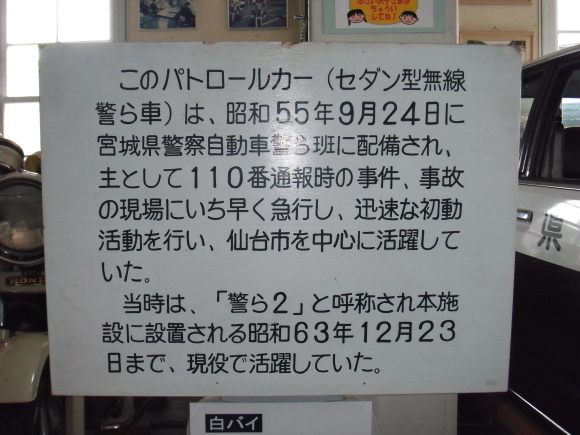 ちゅうい
してね！
このパトロールカー（セダン型無線
警ら車）は、昭和５５年９月２４日に
宮城県警察自動車警ら班に配備され、
主として１１０番通報時の事件、事故
の現場にいち早く急行し、迅速な初動
活動を行い、仙台市を中心に活躍して
いた。
当時は、「警ら２」と呼称され本施
設に設置される昭和６３年１２月２３
日まで、現役で活躍していた。
県
白バイ